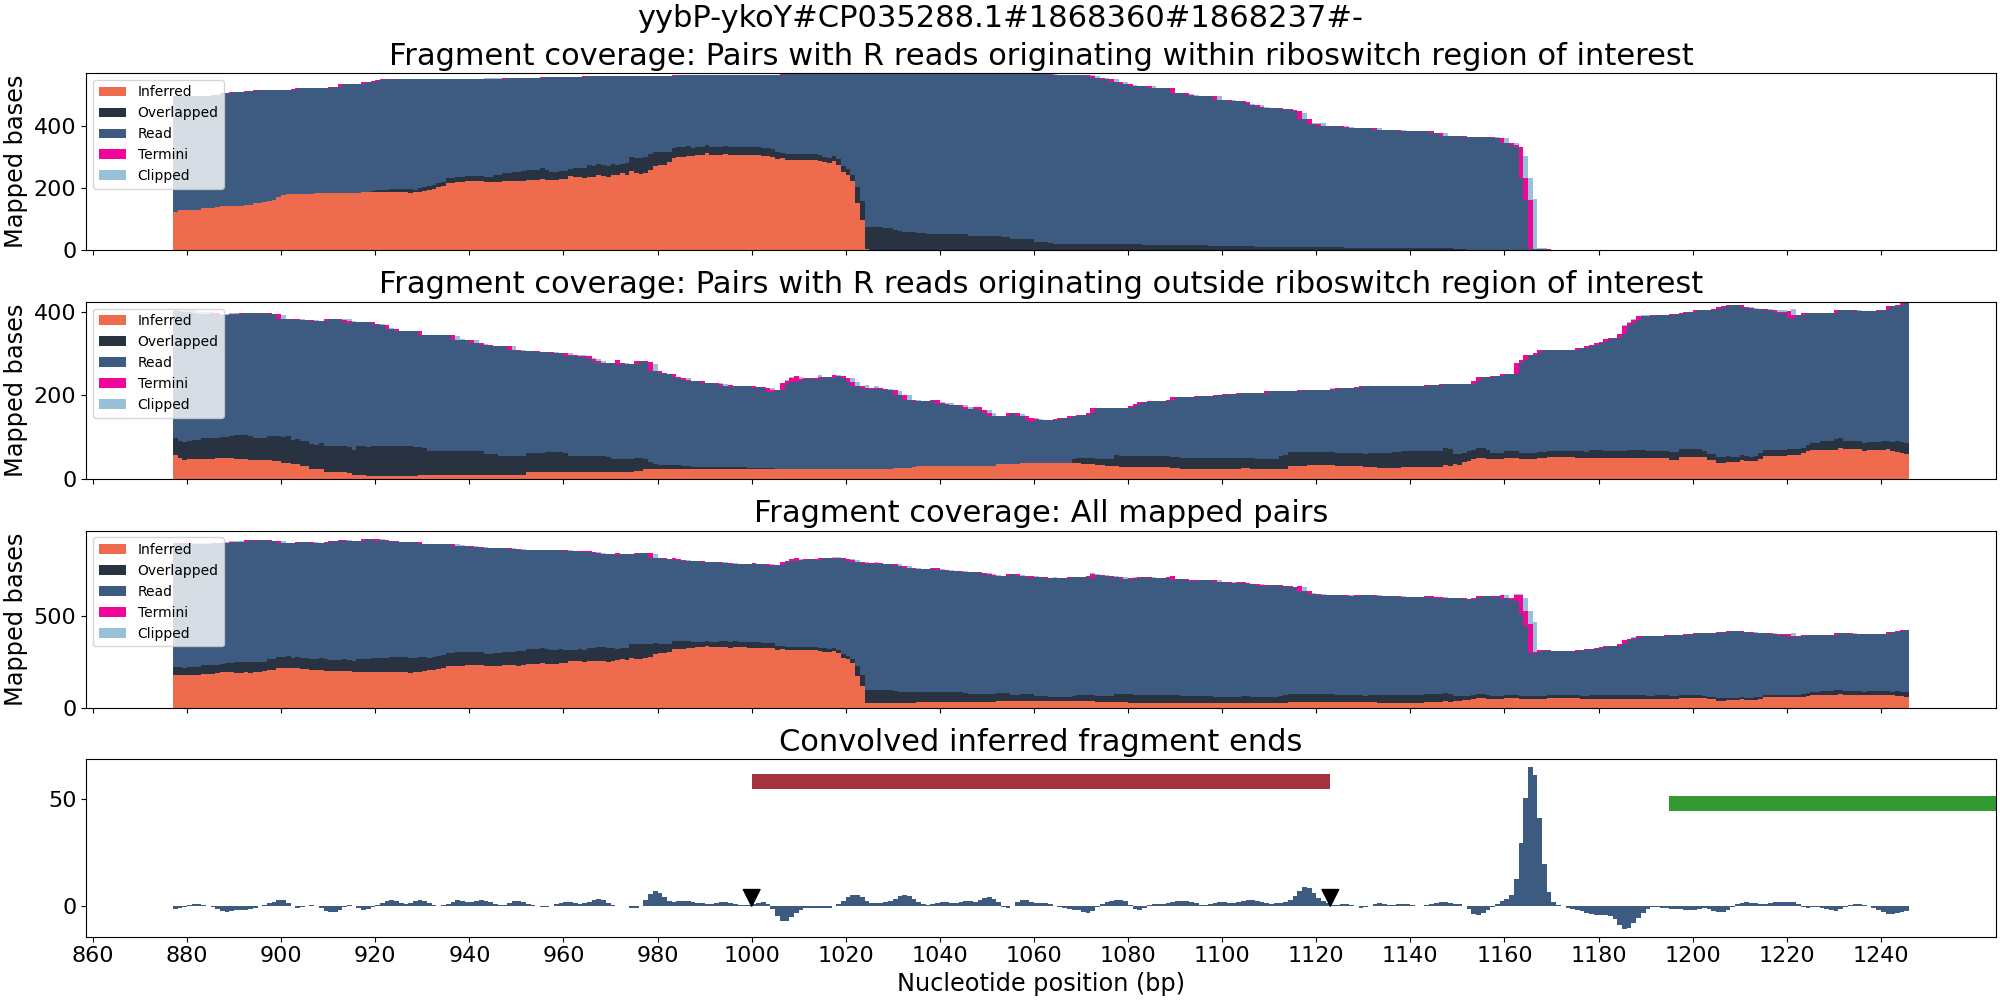 yybP-ykoY#CP035288.1#1868360#1868237#-
Fragment coverage: Pairs with R reads originating within riboswitch region of interest
Mapped bases
400
200
0
Inferred
Overlapped
Read
Termini
Clipped
Fragment coverage: Pairs with R reads originating outside riboswitch region of interest
Mapped bases
400
200
0
Inferred
Overlapped
Read
Termini
Clipped
Fragment coverage: All mapped pairs
Mapped bases
500
0
Inferred
Overlapped
Read
Termini
Clipped
Convolved inferred fragment ends
50
0
860 880 900 920 940 960 980 1000 1020 1040 1060 1080 1100 1120 1140 1160 1180 1200 1220 1240
Nucleotide position (bp)